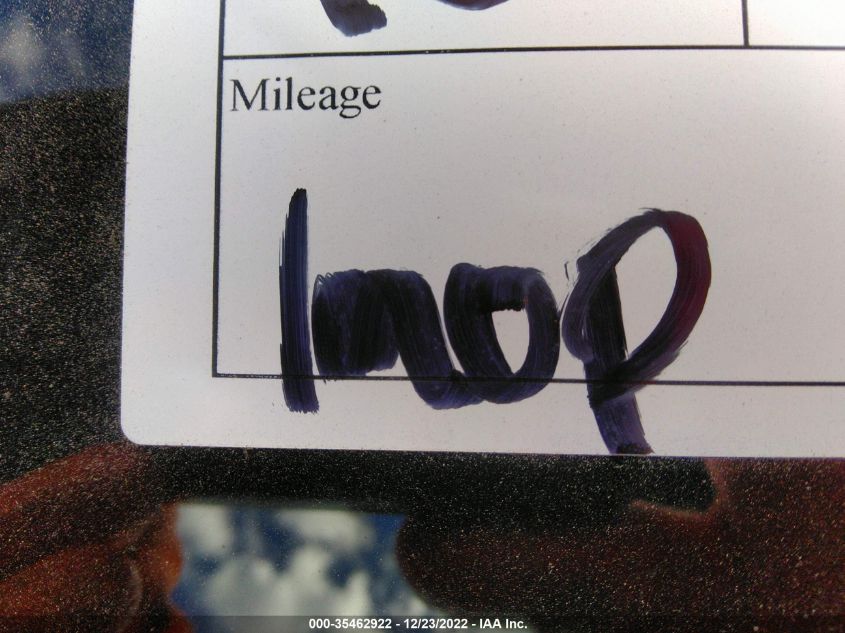 Mileage
Inop
000-35462922 - 12/23/2022 - IAA Inc.